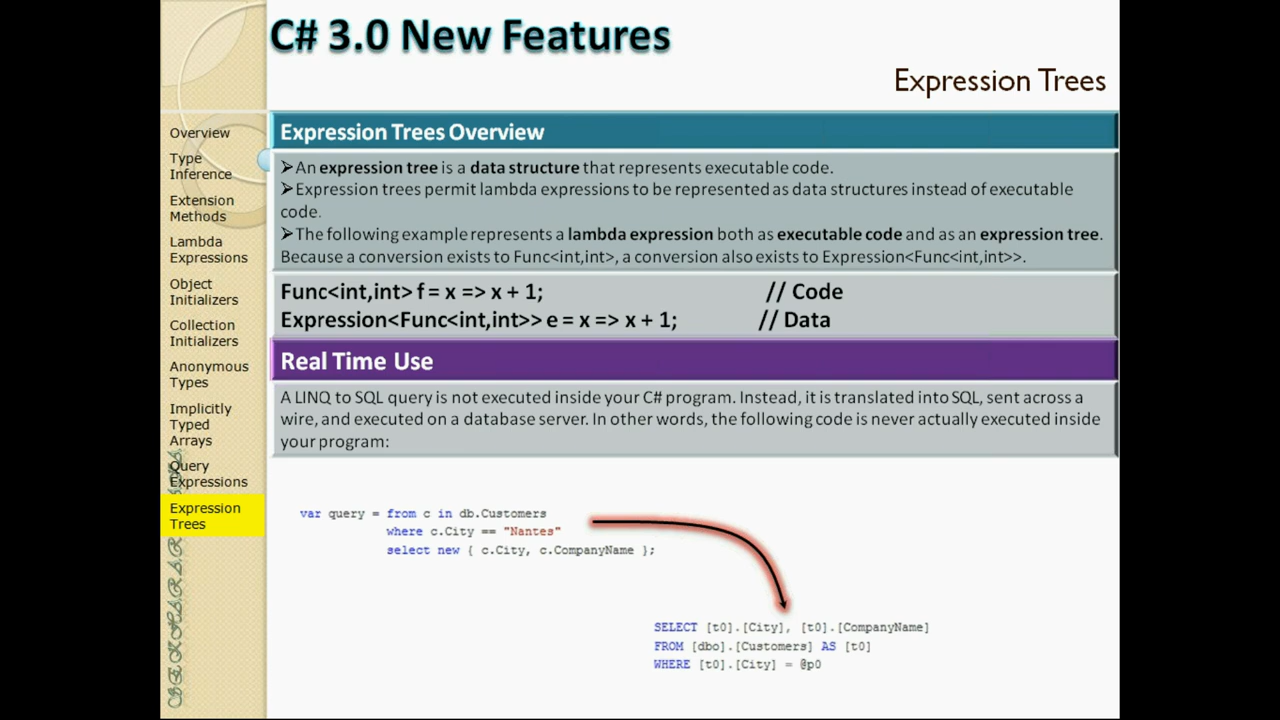 C# 3.0 New Features
Expression Trees
Overview
Type
Inference
Extension
Methods
Lambda
Expressions
Object
Initializers
Collection
Initializers
Anonymous
Types
Implicitly
Typed
Arrays
Query
Expressions
Expression
Trees
Expression Trees Overview
➢An expression tree is a data structure that represents executable code.
➢Expression trees permit lambda expressions to be represented as data structures instead of executable
code.
➢The following example represents a lambda expression both as executable code and as an expression tree.
Because a conversion exists to Func<int,int>, a conversion also exists to Expression<Func<int,int>>.
Func<int,int> f = x => x + 1; // Code
Expression<Func<int,int>> e = x => x + 1; // Data
Real Time Use
A LINQ to SQL query is not executed inside your C# program. Instead, it is translated into SQL, sent across a
wire, and executed on a database server. In other words, the following code is never actually executed inside
your program:
var query = from c in db.Customers
where c.City == "Nantes"
select new { c.City, c.CompanyName };
SELECT [t0].[City], [t0].[CompanyName]
FROM [dbo].[Customers] AS [t0]
WHERE [t0].[City] = @p0